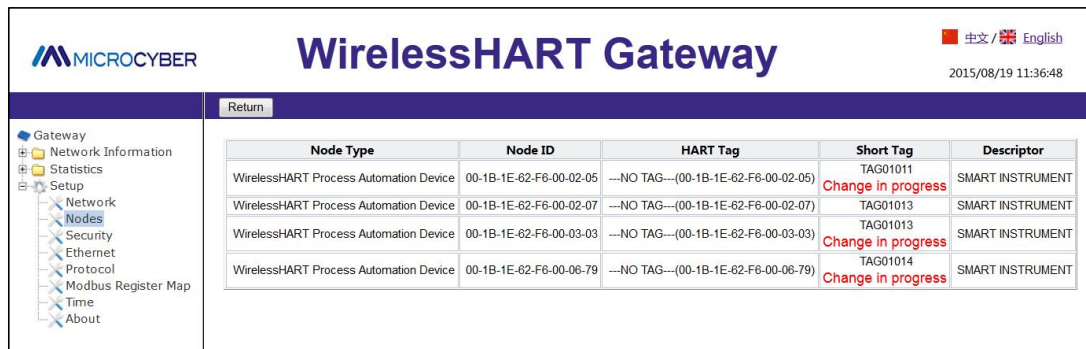 MICROCYBER
WirelessHART Gateway
中文 / English
2015/08/19 11:36:48
Return
Gateway
Network Information
Statistics
Setup
Network
Nodes
Security
Ethernet
Protocol
Modbus Register Map
Time
About
Node Type Node ID HART Tag Short Tag Descriptor
WirelessHART Process Automation Device 00-1B-1E-62-F6-00-02-05 ---NO TAG---(00-1B-1E-62-F6-00-02-05) TAG01011 SMART INSTRUMENT
Change in progress
WirelessHART Process Automation Device 00-1B-1E-62-F6-00-02-07 ---NO TAG---(00-1B-1E-62-F6-00-02-07) TAG01013 SMART INSTRUMENT
WirelessHART Process Automation Device 00-1B-1E-62-F6-00-03-03 ---NO TAG---(00-1B-1E-62-F6-00-03-03) TAG01013 SMART INSTRUMENT
Change in progress
WirelessHART Process Automation Device 00-1B-1E-62-F6-00-06-79 ---NO TAG---(00-1B-1E-62-F6-00-06-79) TAG01014 SMART INSTRUMENT
Change in progress